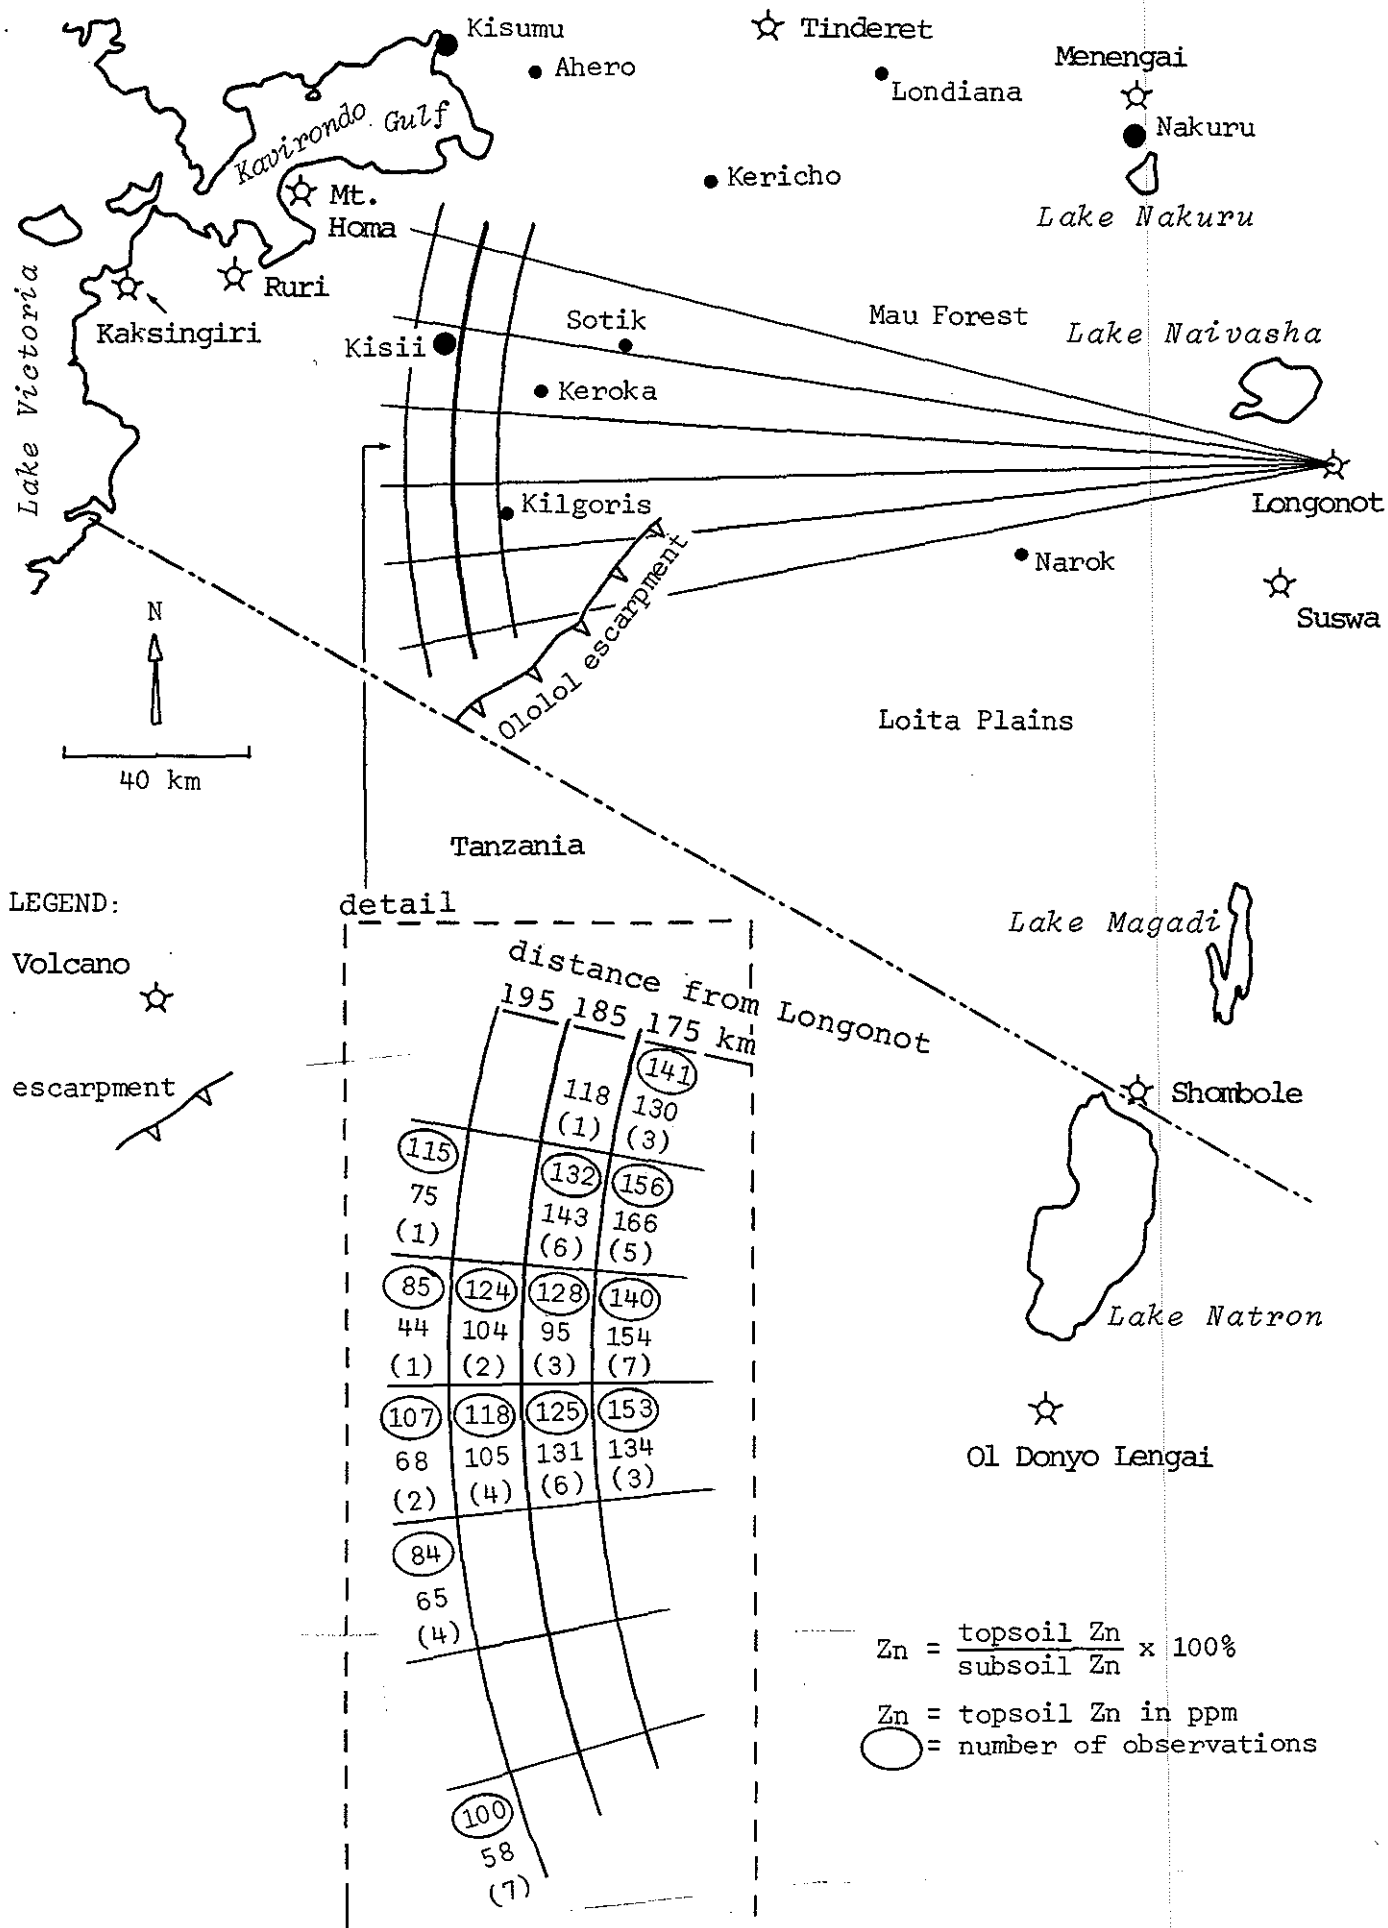 Kisumu
Tinderet
Ahero
Menengai
Londiana
Kavirondo Gulf
Nakuru
Kericho
Mt.
Homa
Lake Nakuru
Ruri
Kaksingiri
Lake Victoria
Sotik
Mau Forest
Lake Naivasha
Kisii
Keroka
Longonot
Kilgoris
Narok
Suswa
Ololol escarpment
N
40 km
Loita Plains
Tanzania
LEGEND:
Volcano
escarpment
detail
Lake Magadi
distance from Longonot
195 185 175 km
118
(1)
141
130
(3)
115
75
(1)
132
143
(6)
156
166
(5)
85 124 128 140
44 104 95 154
(1) (2) (3) (7)
107 118 125 153
68 105 131 134
(2) (4) (6) (3)
84
65
(4)
100
58
(7)
Shombole
Lake Natron
Ol Donyo Lengai
Zn = topsoil Zn
subsoil Zn x 100%
Zn = topsoil Zn in ppm
= number of observations